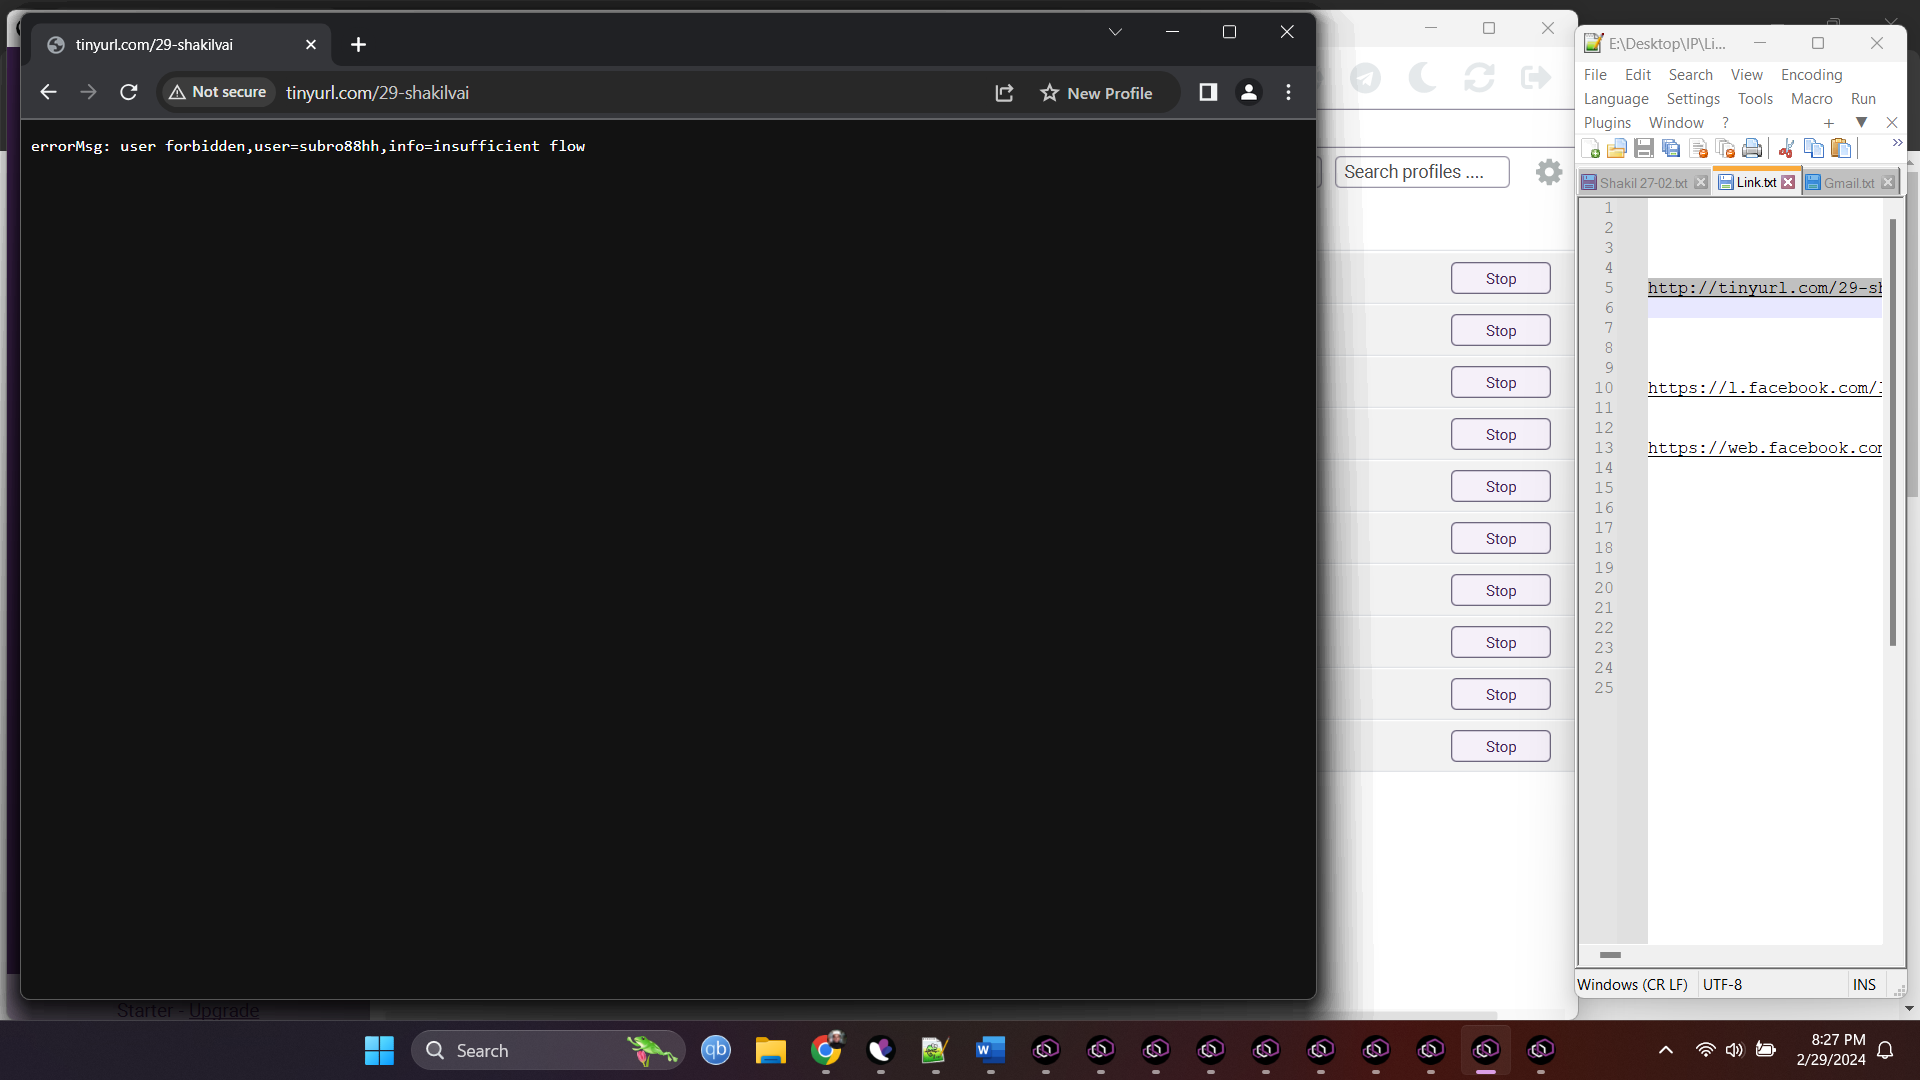 tinyurl.com/29-shakilvai
Not secure
tinyurl.com/29-shakilvai
New Profile
errorMsg: user forbidden,user=subro88hh,info=insufficient flow
Search profiles ....
Stop
Stop
Stop
Stop
Stop
Stop
Stop
Stop
Stop
Stop
Starter - Upgrade
E:\Desktop\IP\Li...
File Edit Search View Encoding
Language Settings Tools Macro Run
Plugins Window ?
Shakil 27-02.txt Link.txt Gmail.txt
1
2
3
4
5 http://tinyurl.com/29-sh
6
7
8
9
10 https://l.facebook.com/l
11
12
13 https://web.facebook.com
14
15
16
17
18
19
20
21
22
23
24
25
Windows (CR LF) UTF-8 INS
Search
qb
8:27 PM
2/29/2024